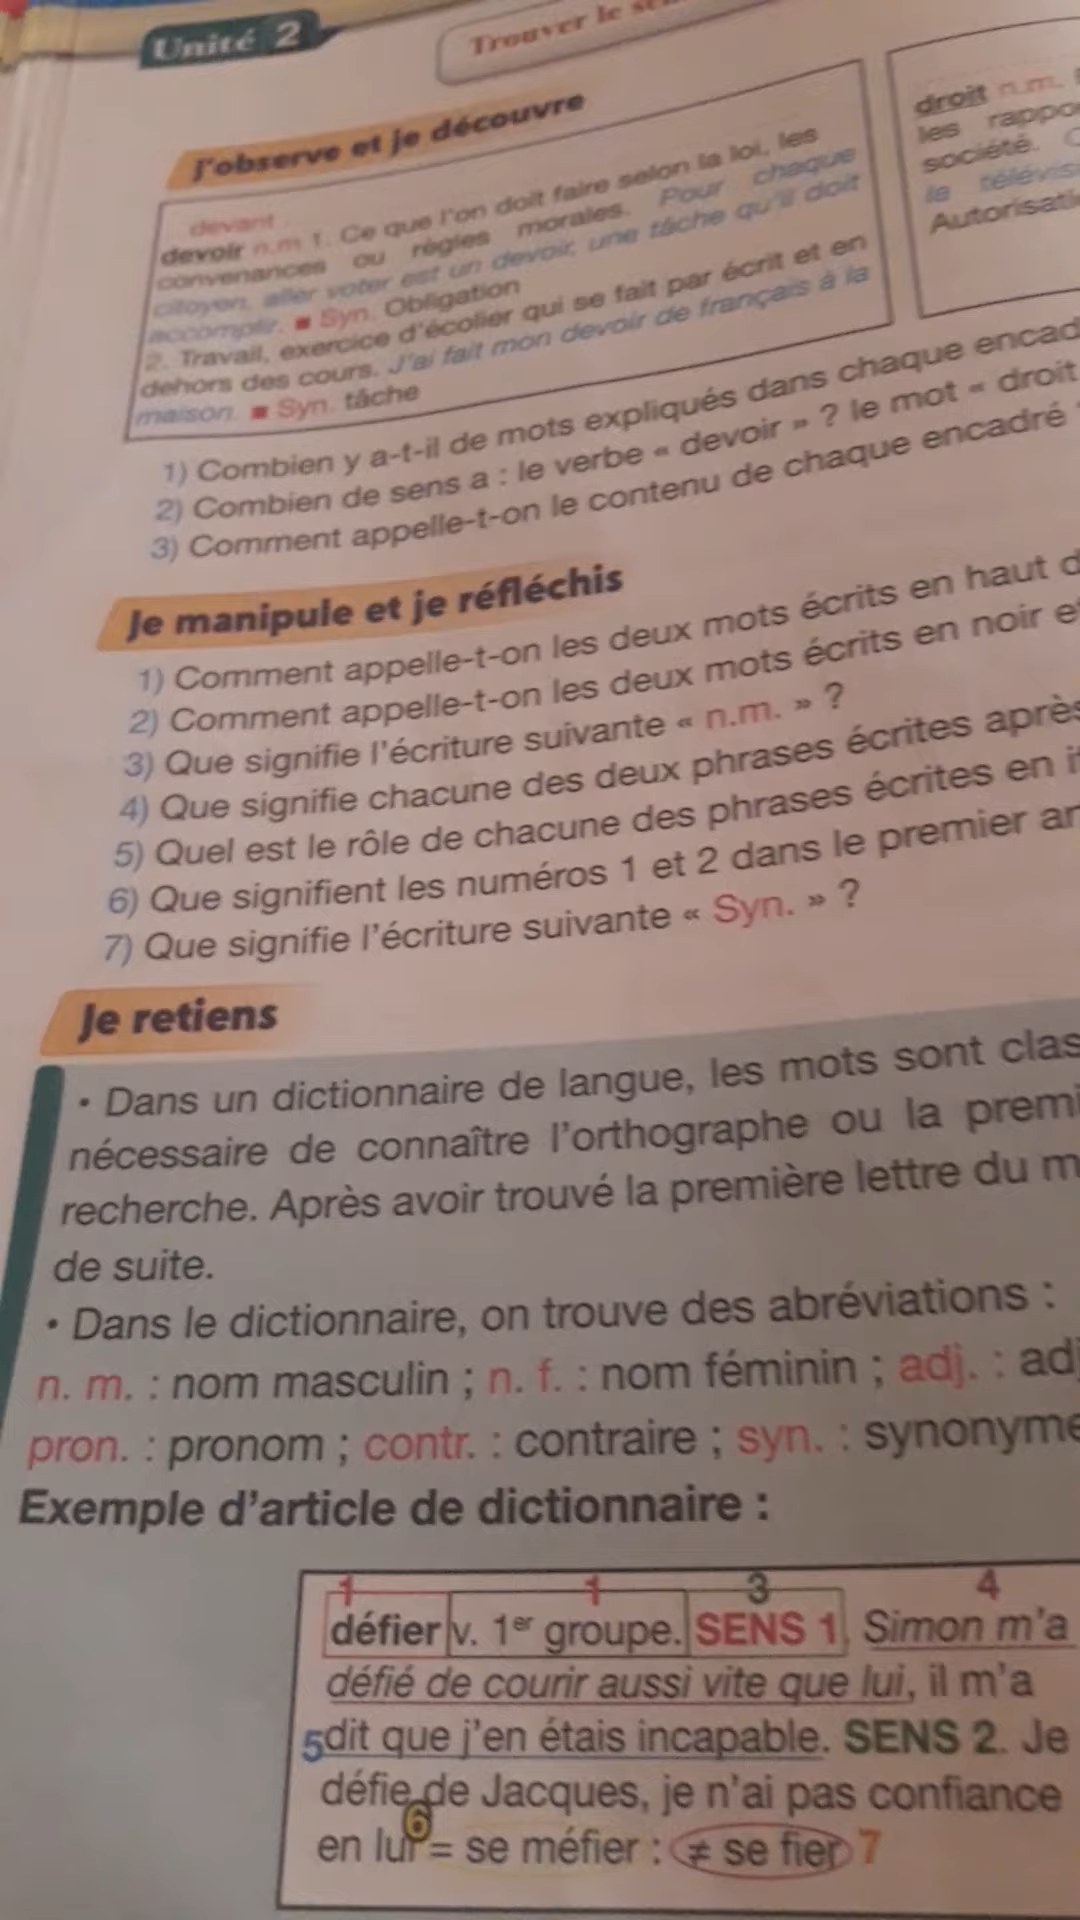 Unité 2
Trouver le
J'observe et je découvre
devant
devoir n.m 1. Ce que l'on doit faire selon la loi, les
convenances ou règles morales. Pour chaque
citoyen, aller voter est un devoir, une tâche qu'il doit
accomplir. ■ Syn. Obligation
2. Travail, exercice d'écolier qui se fait par écrit et en
dehors des cours. J'ai fait mon devoir de français à la
maison. ■ Syn. tâche
droit n.m.
les
société.
la
1) Combien y a-t-il de mots expliqués dans chaque encad
2) Combien de sens a : le verbe « devoir » ? le mot « droit
3) Comment appelle-t-on le contenu de chaque encadré
Je manipule et je réfléchis
1) Comment appelle-t-on les deux mots écrits en haut d
2) Comment appelle-t-on les deux mots écrits en noir et
3) Que signifie l'écriture suivante « n.m. » ?
4) Que signifie chacune des deux phrases écrites après
5) Quel est le rôle de chacune des phrases écrites en it
6) Que signifient les numéros 1 et 2 dans le premier ar
7) Que signifie l'écriture suivante « Syn. » ?
Je retiens
• Dans un dictionnaire de langue, les mots sont clas
nécessaire de connaître l'orthographe ou la premi
recherche. Après avoir trouvé la première lettre du m
de suite.
• Dans le dictionnaire, on trouve des abréviations :
n. m. : nom masculin ; n. f. : nom féminin ; adj. : adj
pron. : pronom ; contr. : contraire ; syn. : synonyme
Exemple d'article de dictionnaire :
1 1 3 4
défier v. 1er groupe. SENS 1. Simon m'a
défié de courir aussi vite que lui, il m'a
5 dit que j'en étais incapable. SENS 2. Je
défie de Jacques, je n'ai pas confiance
en lui 6 = se méfier : ≠ se fier 7